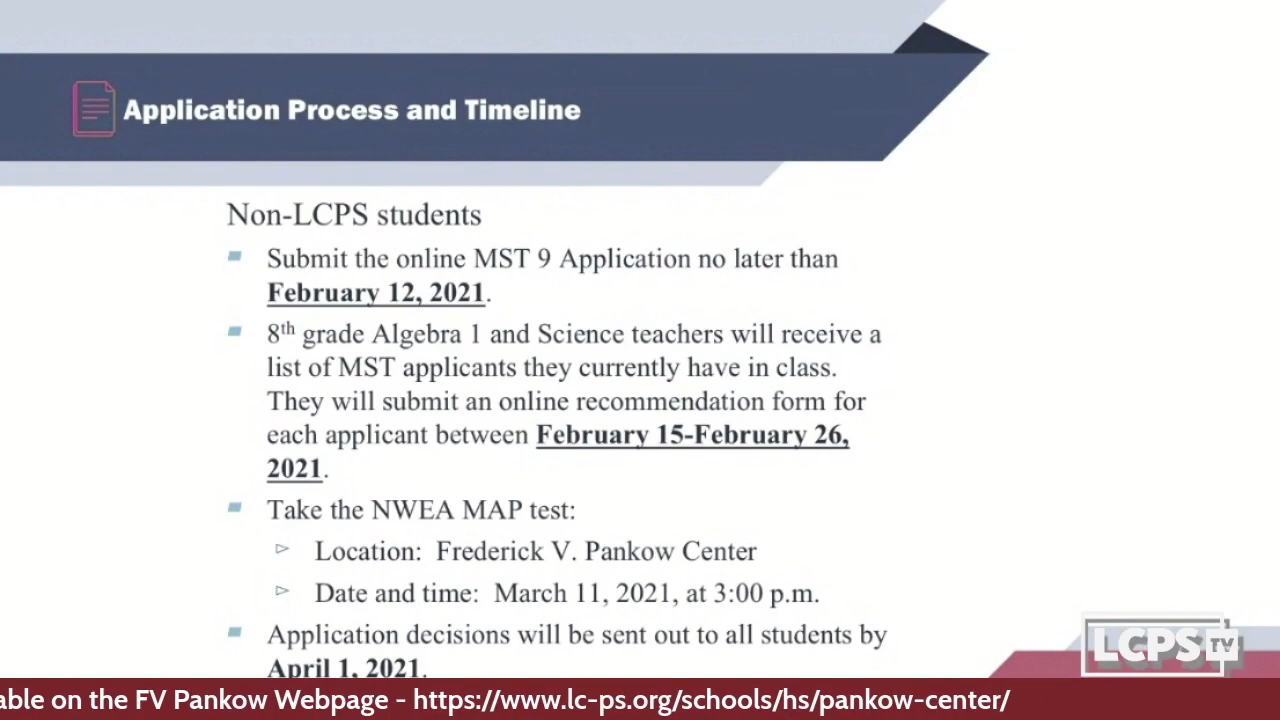 Application Process and Timeline
Non-LCPS students
Submit the online MST 9 Application no later than
February 12, 2021.
8th grade Algebra 1 and Science teachers will receive a
list of MST applicants they currently have in class.
They will submit an online recommendation form for
each applicant between February 15-February 26,
2021.
Take the NWEA MAP test:
Location: Frederick V. Pankow Center
Date and time: March 11, 2021, at 3:00 p.m.
Application decisions will be sent out to all students by
April 1, 2021.
LCPS TV
able on the FV Pankow Webpage - https://www.lc-ps.org/schools/hs/pankow-center/